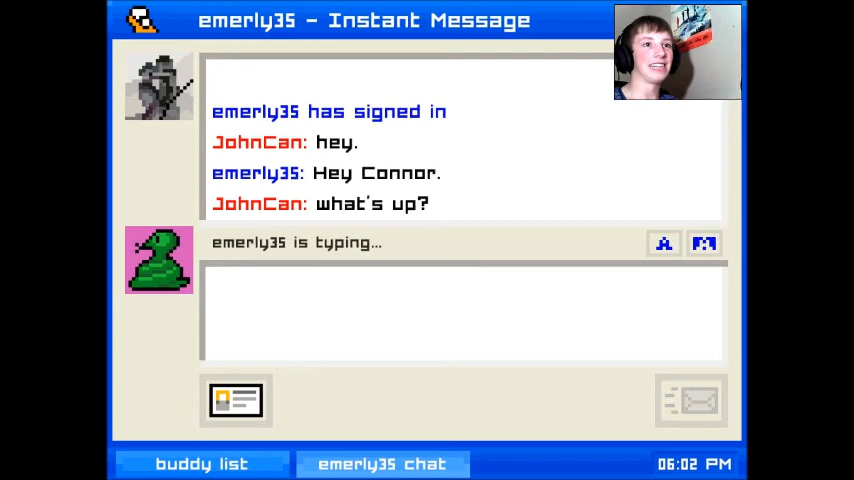 emerly35 - Instant Message
emerly35 has signed in
JohnCan: hey.
emerly35: Hey Connor.
JohnCan: what's up?
emerly35 is typing...
buddy list
emerly35 chat
06:02 PM